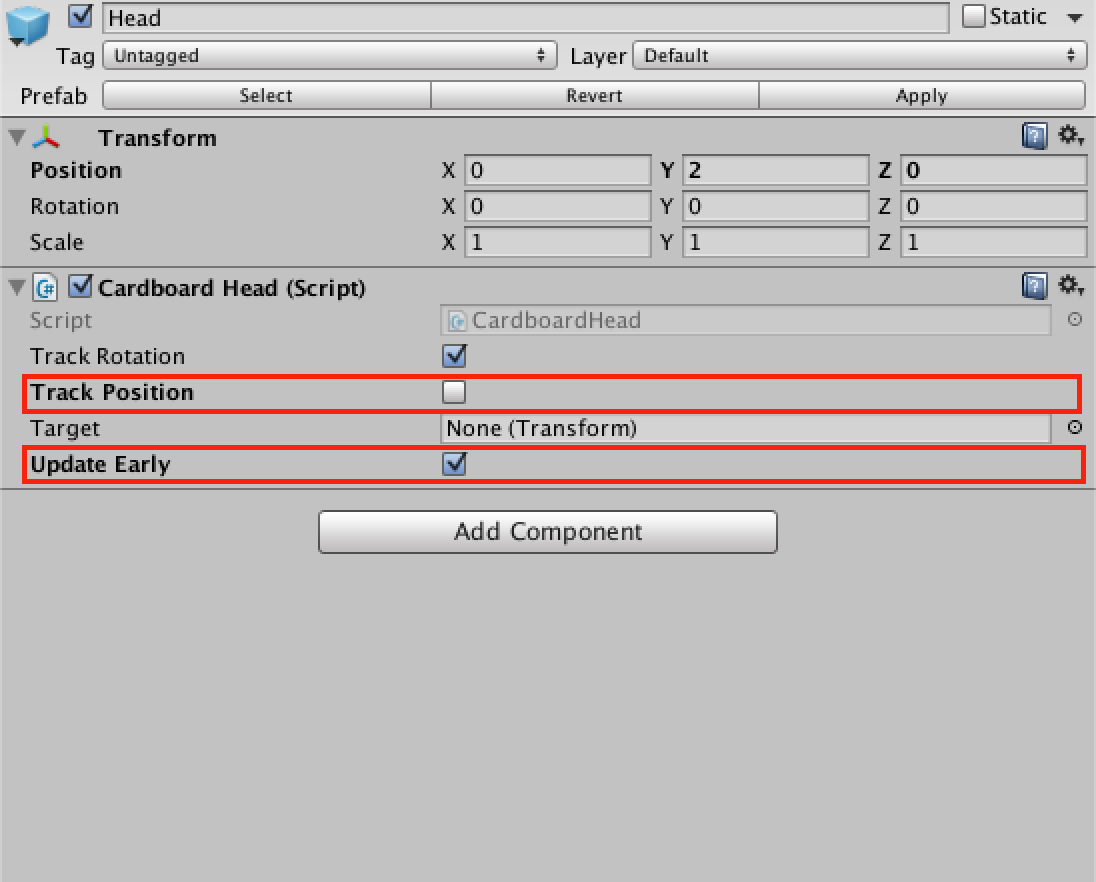 Head Static
Tag Untagged Layer Default
Prefab Select Revert Apply
Transform
Position X 0 Y 2 Z 0
Rotation X 0 Y 0 Z 0
Scale X 1 Y 1 Z 1
C# Cardboard Head (Script)
Script CardboardHead
Track Rotation
Track Position
Target None (Transform)
Update Early
Add Component